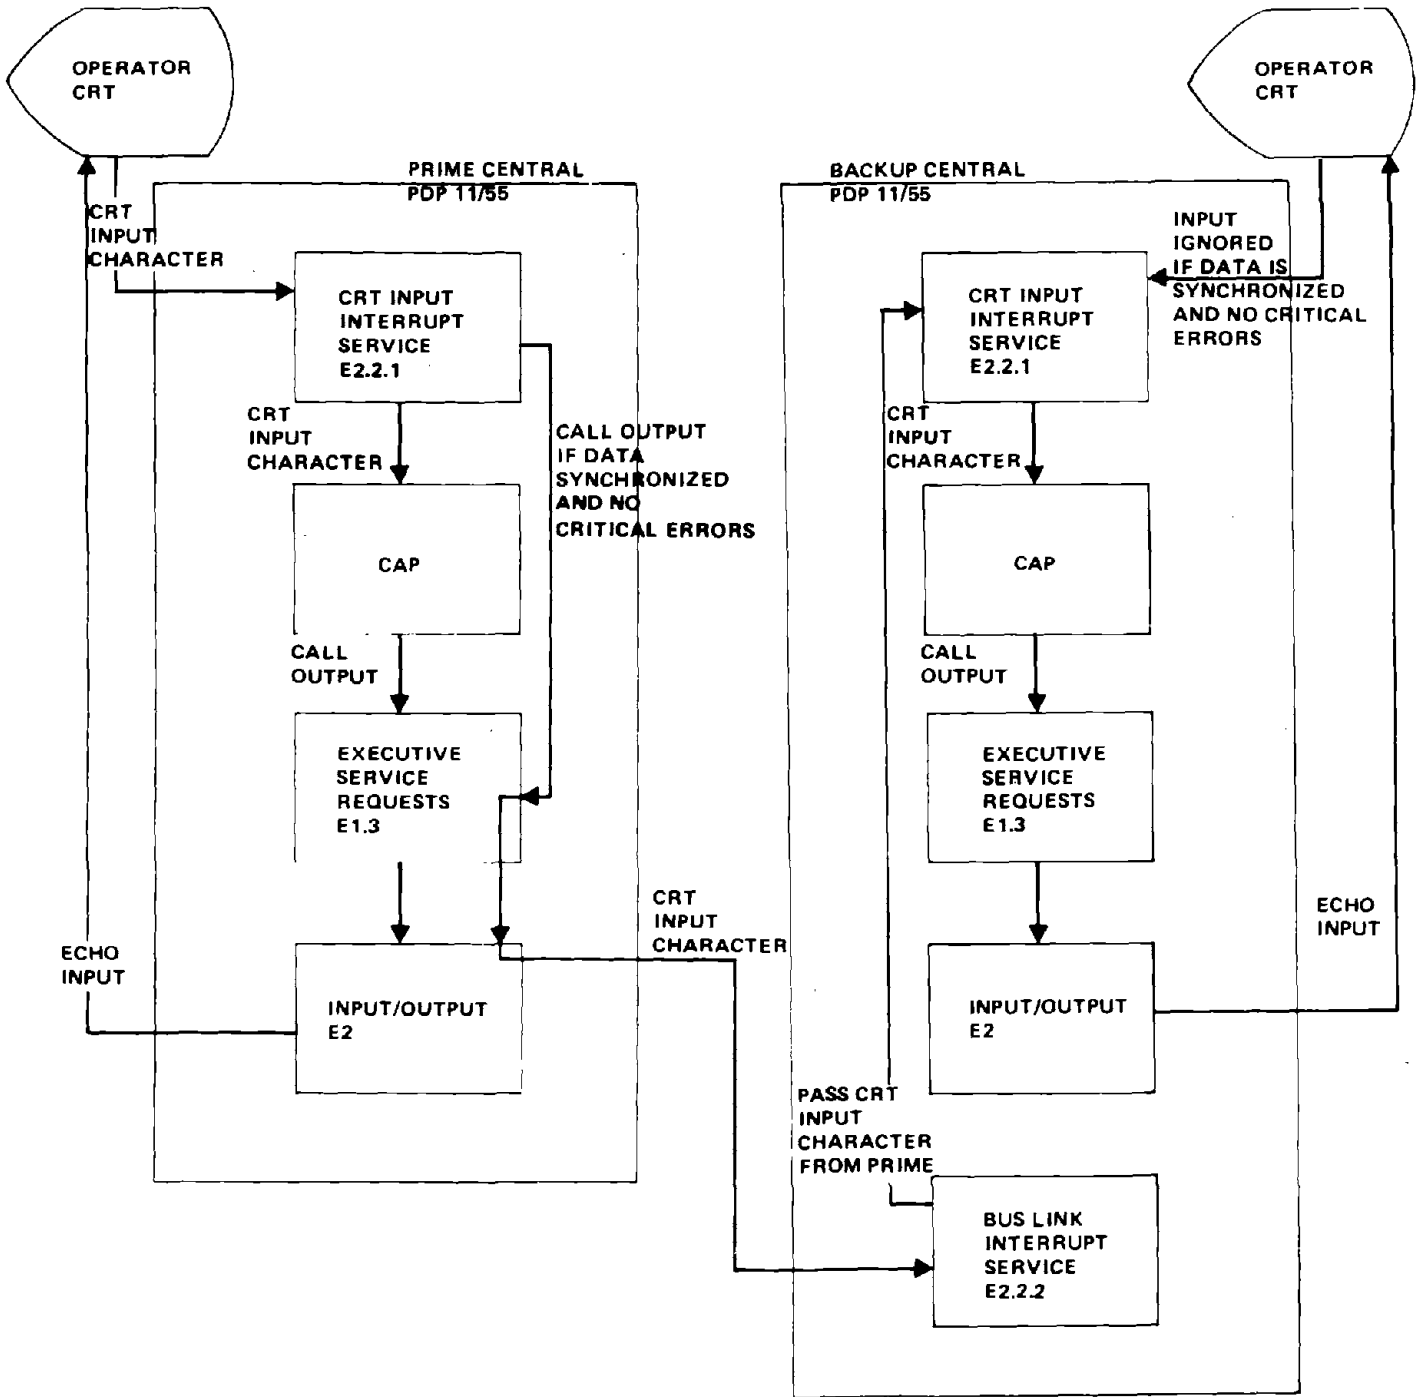 OPERATOR
CRT
OPERATOR
CRT
PRIME CENTRAL
PDP 11/55
BACKUP CENTRAL
PDP 11/55
CRT
INPUT
CHARACTER
INPUT
IGNORED
IF DATA IS
SYNCHRONIZED
AND NO CRITICAL
ERRORS
CRT INPUT
INTERRUPT
SERVICE
E2.2.1
CRT INPUT
INTERRUPT
SERVICE
E2.2.1
CRT
INPUT
CHARACTER
CALL OUTPUT
IF DATA
SYNCHRONIZED
AND NO
CRITICAL ERRORS
CRT
INPUT
CHARACTER
CAP
CAP
CALL
OUTPUT
CALL
OUTPUT
EXECUTIVE
SERVICE
REQUESTS
E1.3
EXECUTIVE
SERVICE
REQUESTS
E1.3
CRT
INPUT
CHARACTER
ECHO
INPUT
ECHO
INPUT
INPUT/OUTPUT
E2
INPUT/OUTPUT
E2
PASS CRT
INPUT
CHARACTER
FROM PRIME
BUS LINK
INTERRUPT
SERVICE
E2.2.2